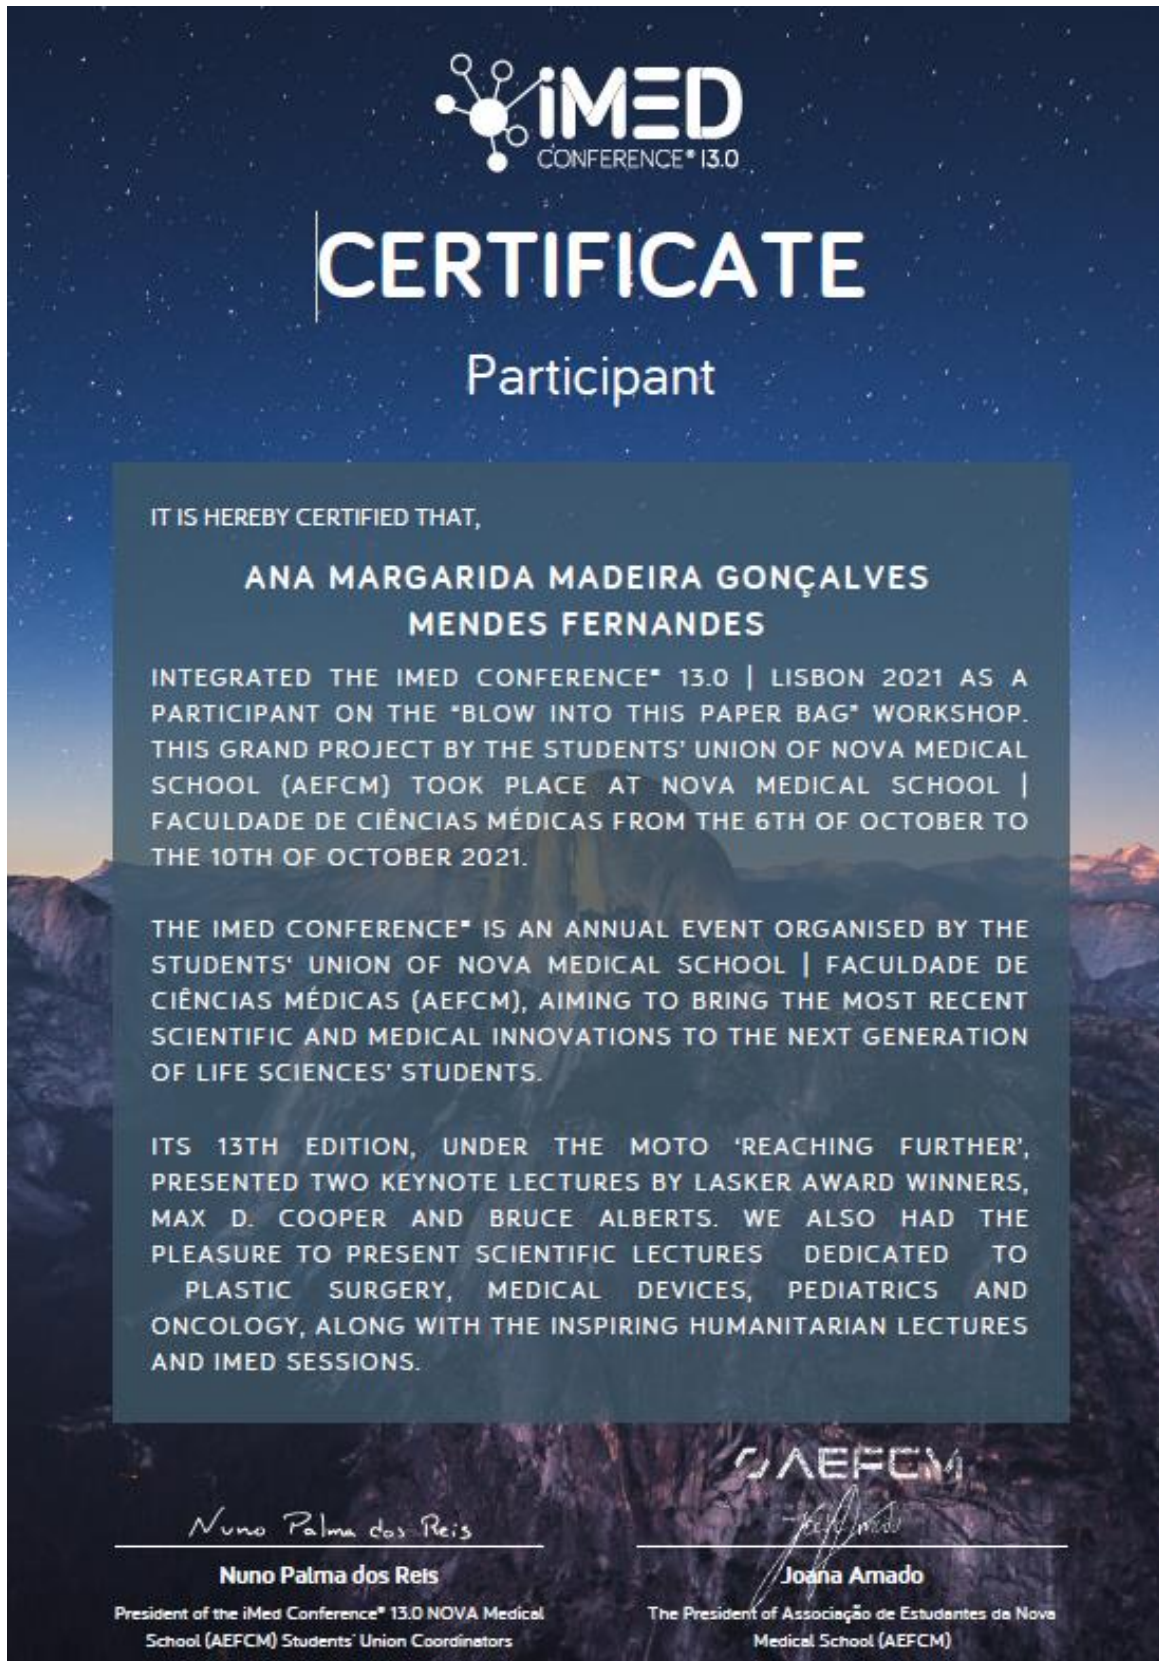 iMED
CONFERENCE® 13.0
CERTIFICATE
Participant
IT IS HEREBY CERTIFIED THAT,
ANA MARGARIDA MADEIRA GONÇALVES
MENDES FERNANDES
INTEGRATED THE IMED CONFERENCE® 13.0 | LISBON 2021 AS A
PARTICIPANT ON THE "BLOW INTO THIS PAPER BAG" WORKSHOP.
THIS GRAND PROJECT BY THE STUDENTS' UNION OF NOVA MEDICAL
SCHOOL (AEFCM) TOOK PLACE AT NOVA MEDICAL SCHOOL |
FACULDADE DE CIÊNCIAS MÉDICAS FROM THE 6TH OF OCTOBER TO
THE 10TH OF OCTOBER 2021.
THE IMED CONFERENCE® IS AN ANNUAL EVENT ORGANISED BY THE
STUDENTS‘ UNION OF NOVA MEDICAL SCHOOL | FACULDADE DE
CIÊNCIAS MÉDICAS (AEFCM), AIMING TO BRING THE MOST RECENT
SCIENTIFIC AND MEDICAL INNOVATIONS TO THE NEXT GENERATION
OF LIFE SCIENCES' STUDENTS.
ITS 13TH EDITION, UNDER THE MOTO ‘REACHING FURTHER’,
PRESENTED TWO KEYNOTE LECTURES BY LASKER AWARD WINNERS,
MAX D. COOPER AND BRUCE ALBERTS. WE ALSO HAD THE
PLEASURE TO PRESENT SCIENTIFIC LECTURES DEDICATED TO
PLASTIC SURGERY, MEDICAL DEVICES, PEDIATRICS AND
ONCOLOGY, ALONG WITH THE INSPIRING HUMANITARIAN LECTURES
AND IMED SESSIONS.
AEFCM
Nuno Palma dos Reis
Nuno Palma dos Reis
President of the iMed Conference® 13.0 NOVA Medical
School (AEFCM) Students' Union Coordinators
Joana Amado
The President of Associação de Estudantes da Nova
Medical School (AEFCM)